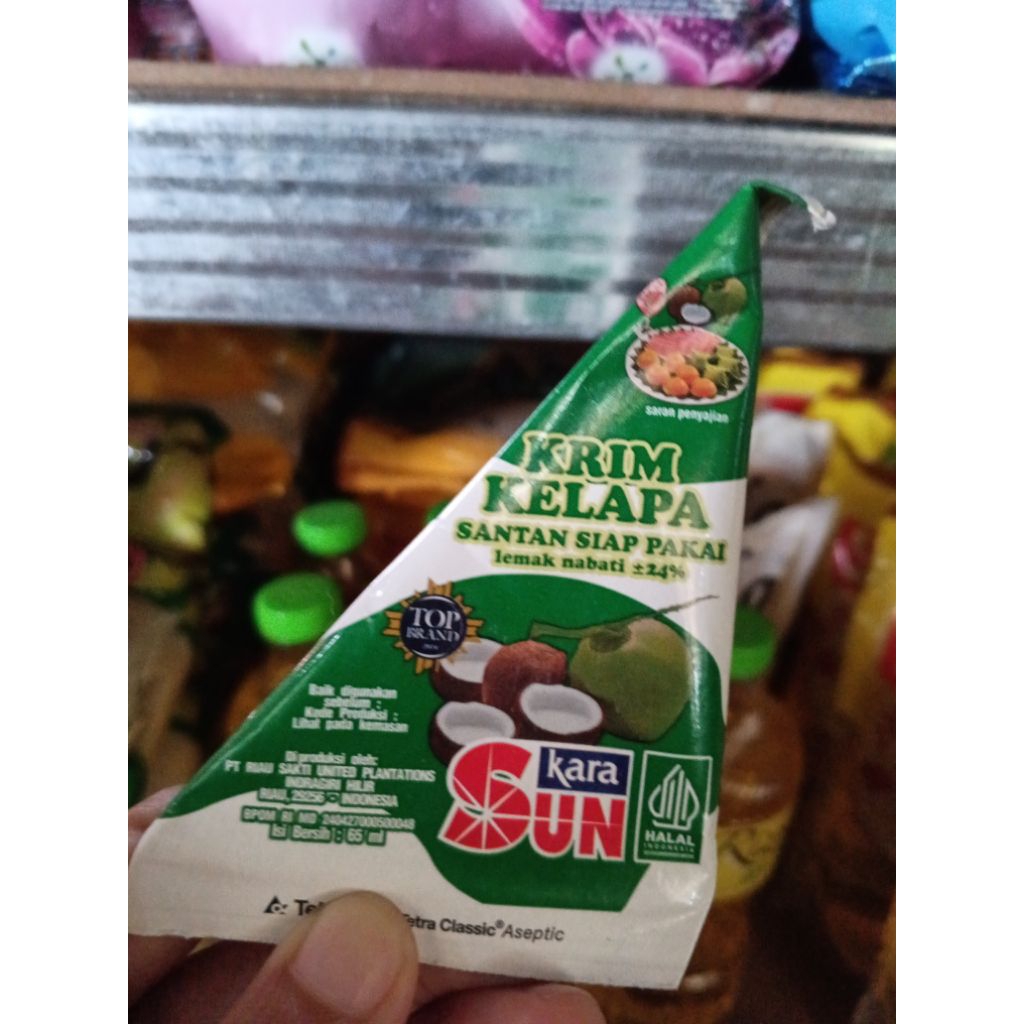 saran penyajian
KRIM
KELAPA
SANTAN SIAP PAKAI
lemak nabati ±24%
TOP
BRAND
Baik digunakan
sebelum :
Kode Produksi :
Lihat pada kemasan
Diproduksi oleh:
PT RIAU SAKTI UNITED PLANTATIONS
INDRAGIRI HILIR
RIAU, 29256 - INDONESIA
BPOM RI MD 240427000500048
Isi Bersih : 65 ml
kara
SUN
HALAL
INDONESIA
Tetra Classic® Aseptic